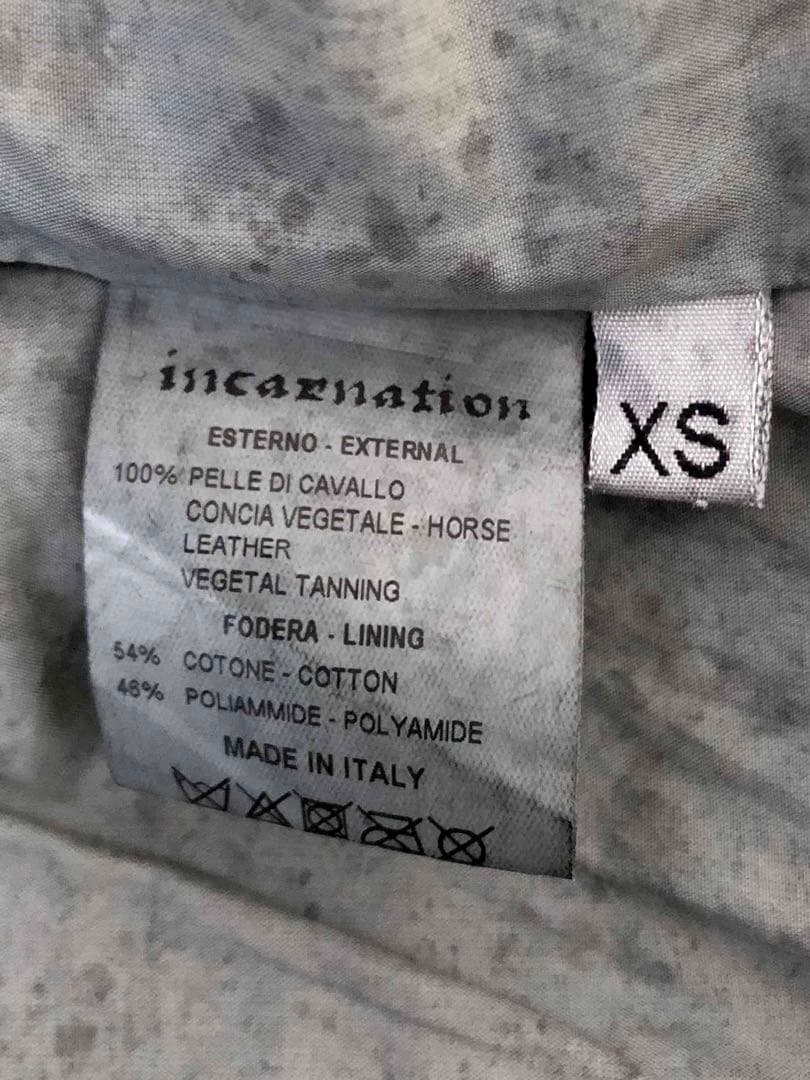 incarnation
XS
ESTERNO - EXTERNAL
100% PELLE DI CAVALLO
CONCIA VEGETALE - HORSE
LEATHER
VEGETAL TANNING
FODERA - LINING
54% COTONE - COTTON
46% POLIAMMIDE - POLYAMIDE
MADE IN ITALY